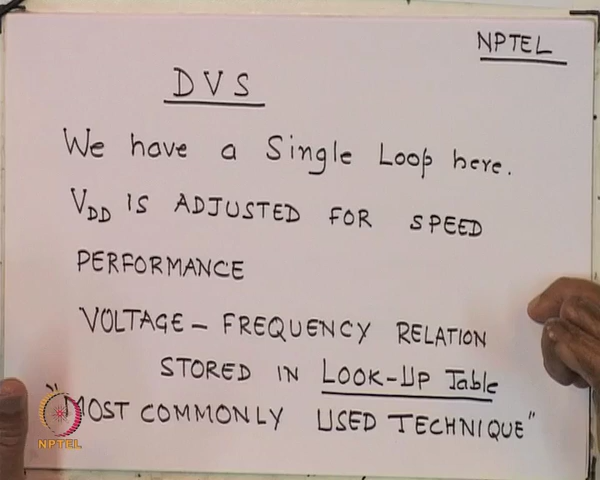 NPTEL
DVS
We have a Single Loop here.
VDD IS ADJUSTED FOR SPEED
PERFORMANCE
VOLTAGE - FREQUENCY RELATION
STORED IN LOOK-UP Table
"MOST COMMONLY USED TECHNIQUE"
NPTEL